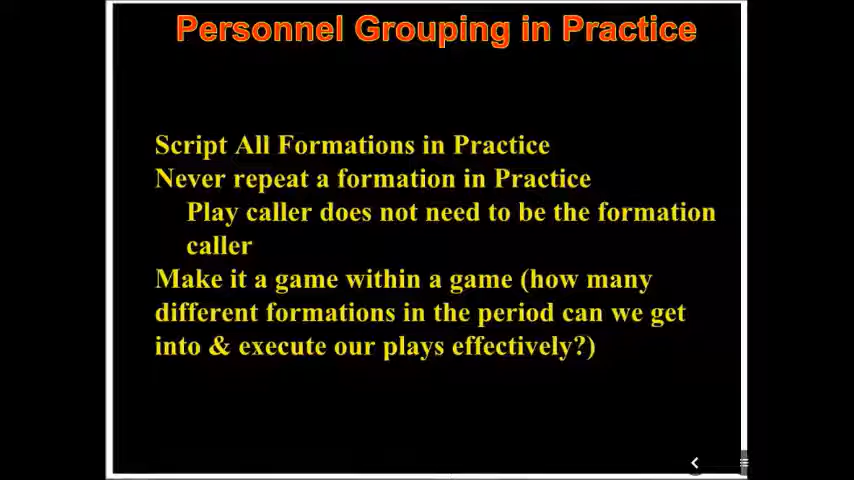 Personnel Grouping in Practice
Script All Formations in Practice
Never repeat a formation in Practice
Play caller does not need to be the formation
caller
Make it a game within a game (how many
different formations in the period can we get
into & execute our plays effectively?)